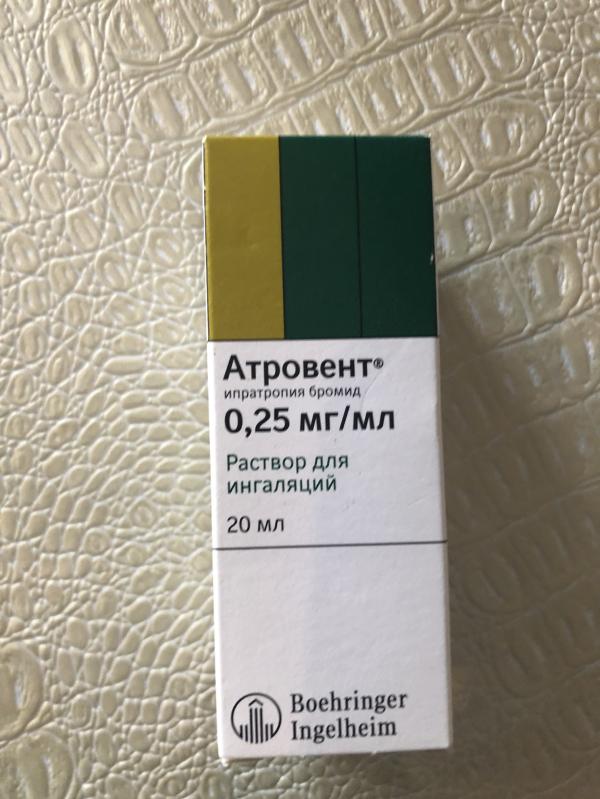 Атровент®
ипратропия бромид
0,25 мг/мл
Раствор для
ингаляций
20 мл
Boehringer
Ingelheim